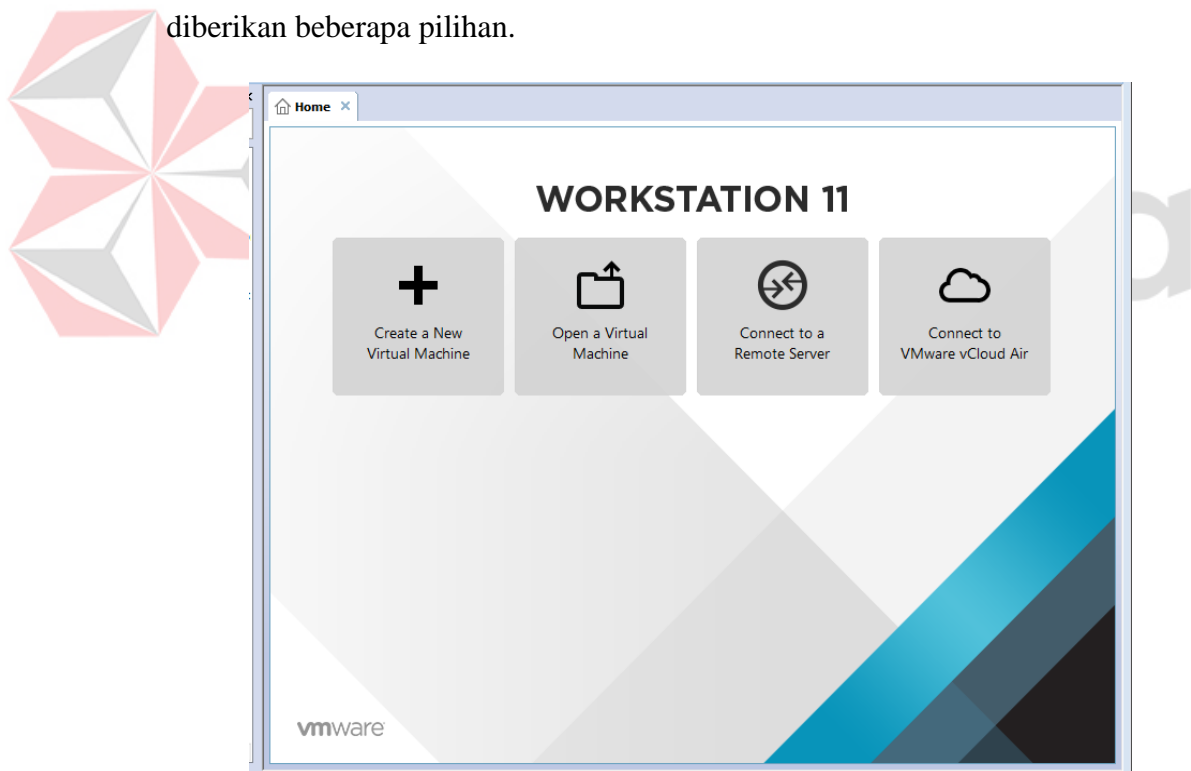 diberikan beberapa pilihan.
Home
WORKSTATION 11
Create a New
Virtual Machine
Open a Virtual
Machine
Connect to a
Remote Server
Connect to
VMware vCloud Air
vmware